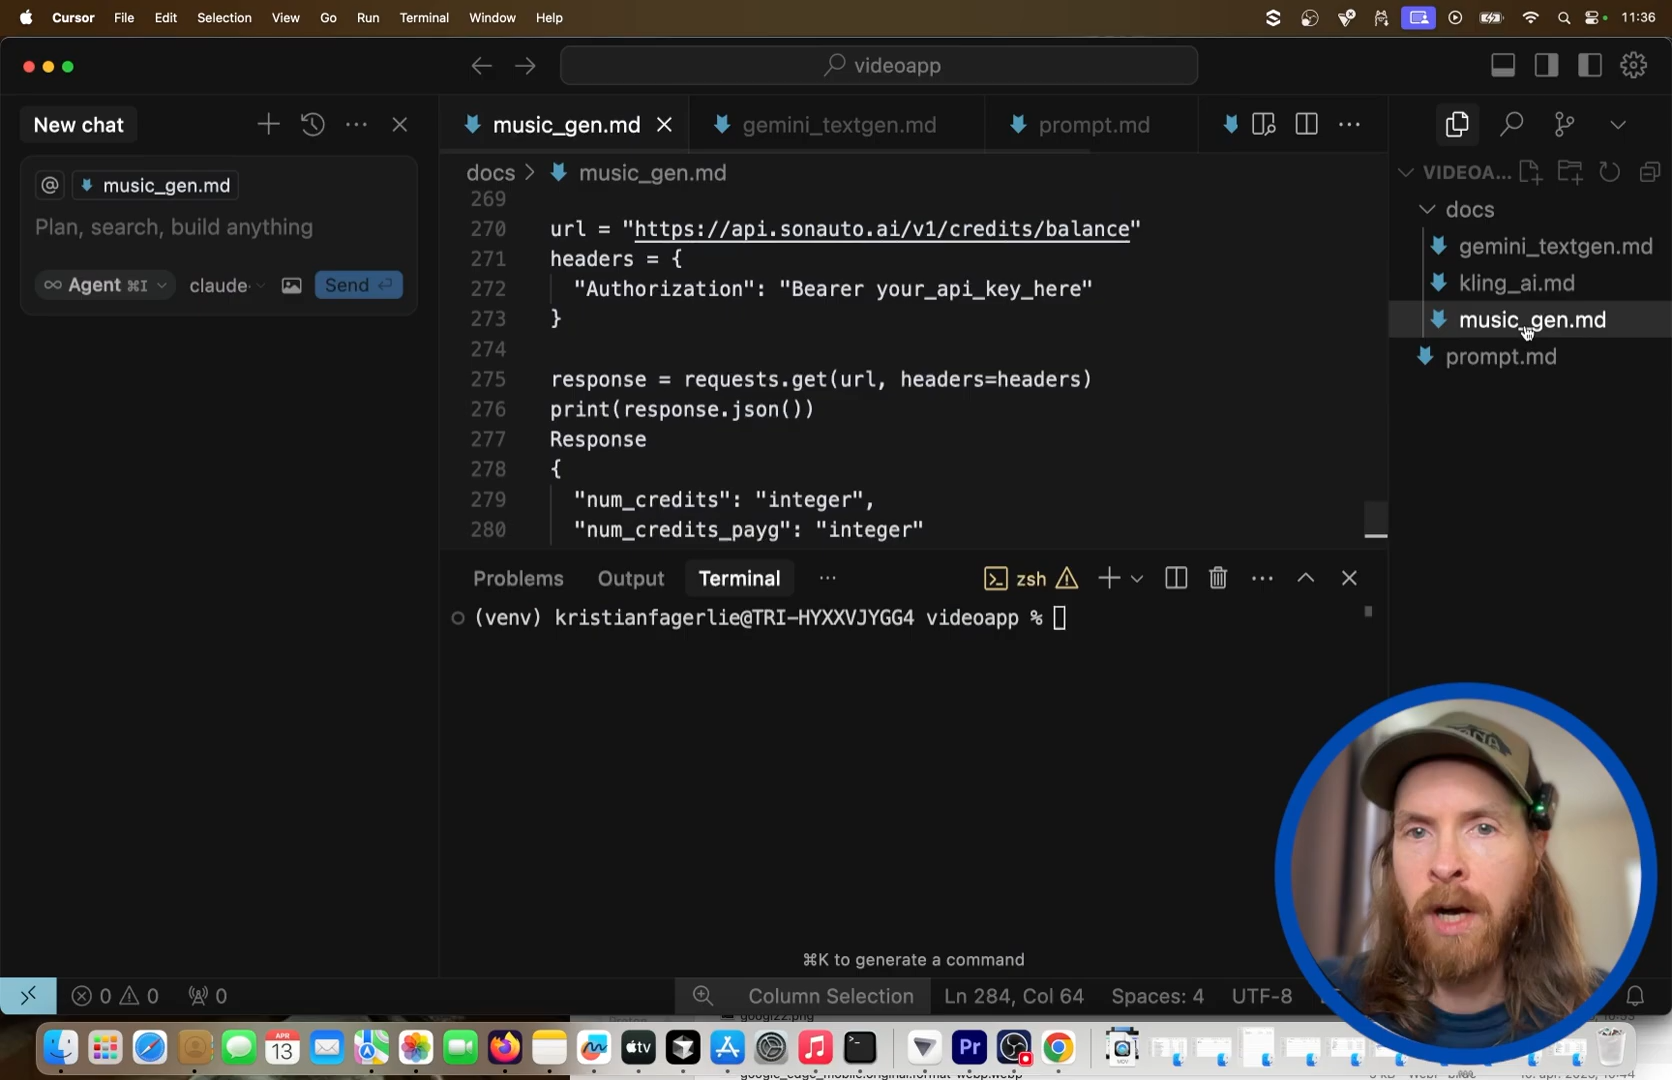 Cursor File Edit Selection View Go Run Terminal Window Help 11:36
videoapp
New chat
music_gen.md gemini_textgen.md prompt.md
@ music_gen.md
Plan, search, build anything
∞ Agent ⌘I claude- Send
docs > music_gen.md
269
270 url = "https://api.sonauto.ai/v1/credits/balance"
271 headers = {
272 "Authorization": "Bearer your_api_key_here"
273 }
274
275 response = requests.get(url, headers=headers)
276 print(response.json())
277 Response
278 {
279 "num_credits": "integer",
280 "num_credits_payg": "integer"
VIDEOA...
docs
gemini_textgen.md
kling_ai.md
music_gen.md
prompt.md
Problems Output Terminal ... zsh
(venv) kristianfagerlie@TRI-HYXXVJYGG4 videoapp %
⌘K to generate a command
0 0 0 Column Selection Ln 284, Col 64 Spaces: 4 UTF-8
APR
13
tv
Pr